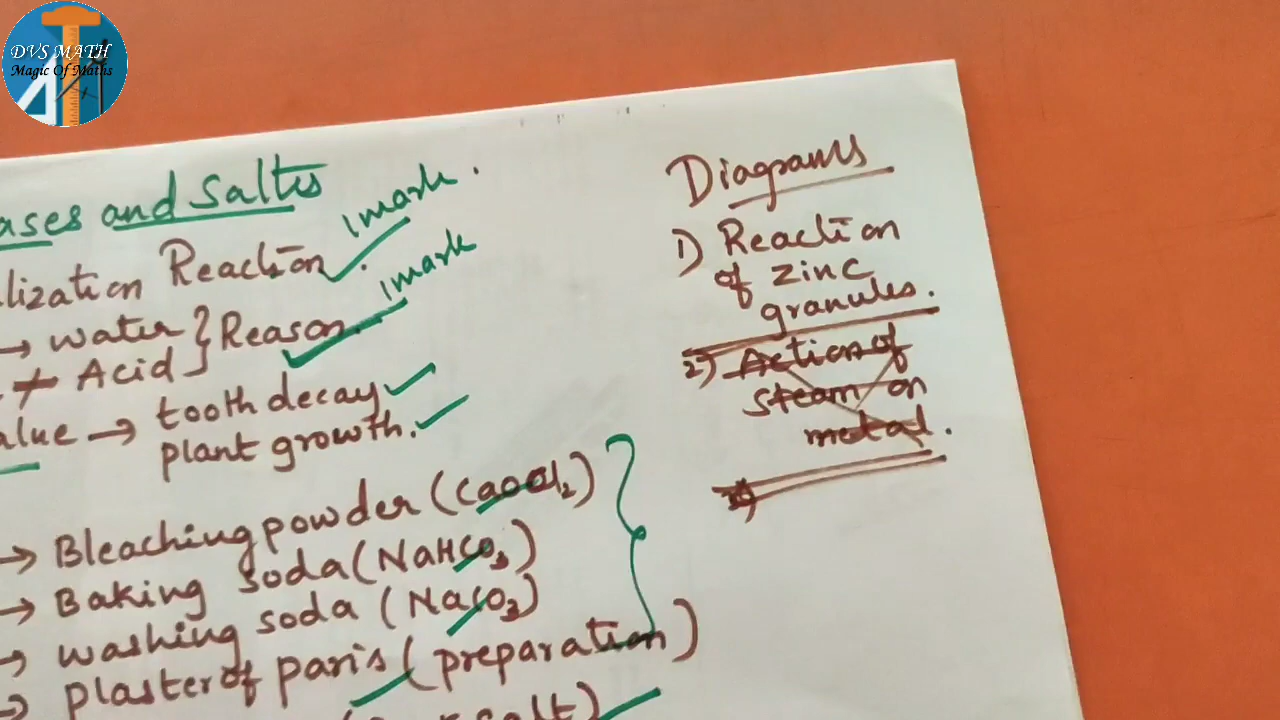 DVS MATH
Magic Of Maths
ases and Salts
lization Reaction. 1 mark.
→ water } Reason. 1 mark
≠ Acid
alue → tooth decay
plant growth.
→ Bleaching powder (CaOCl2)
→ Baking soda (NaHCO3)
→ washing soda (NaCO3)
→ plaster of paris (preparation)
salt)
Diagrams
1) Reaction
of zinc
granules.
2) Action of
steam on
metal.